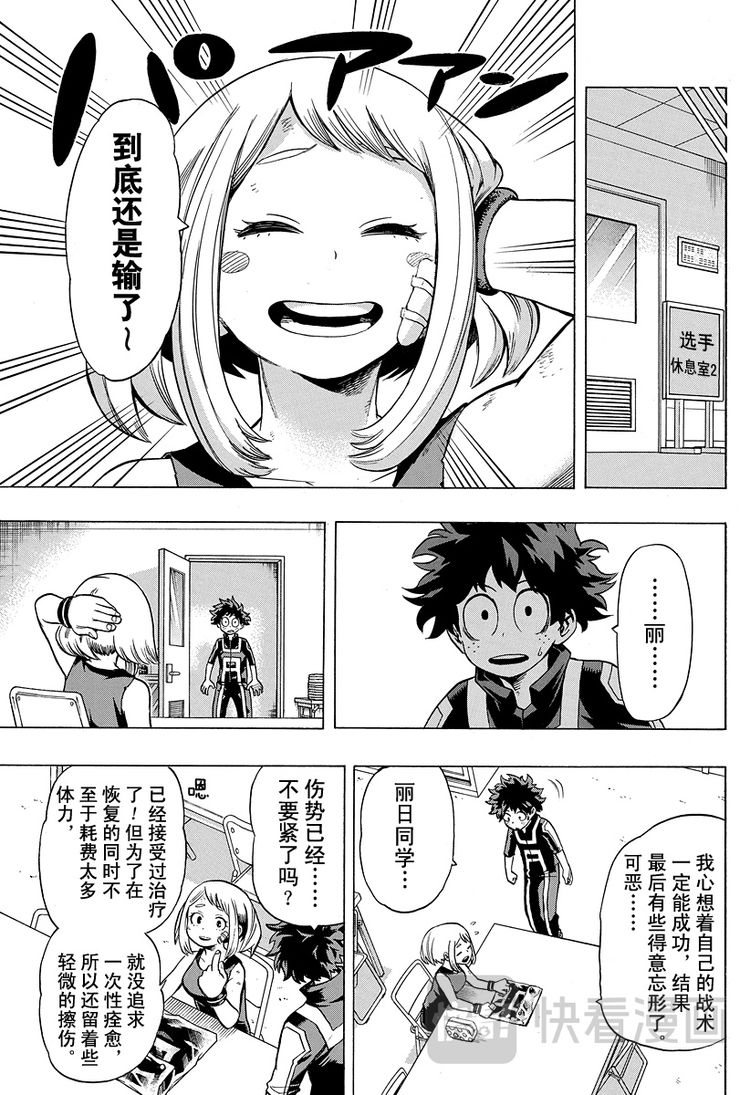 选手
休息室2
パアアン
到底还是输了~
……丽……
我心想着自己的战术
一定能成功，结果
最后有些得意忘形了。
可恶……
丽日同学…
伤势已经……
不要紧了吗？
嗯
已经接受过治疗
了！但为了在
恢复的同时不
至于耗费太多
体力，
就没追求
一次性痊愈，
所以还留着些
轻微的擦伤。
快看漫画